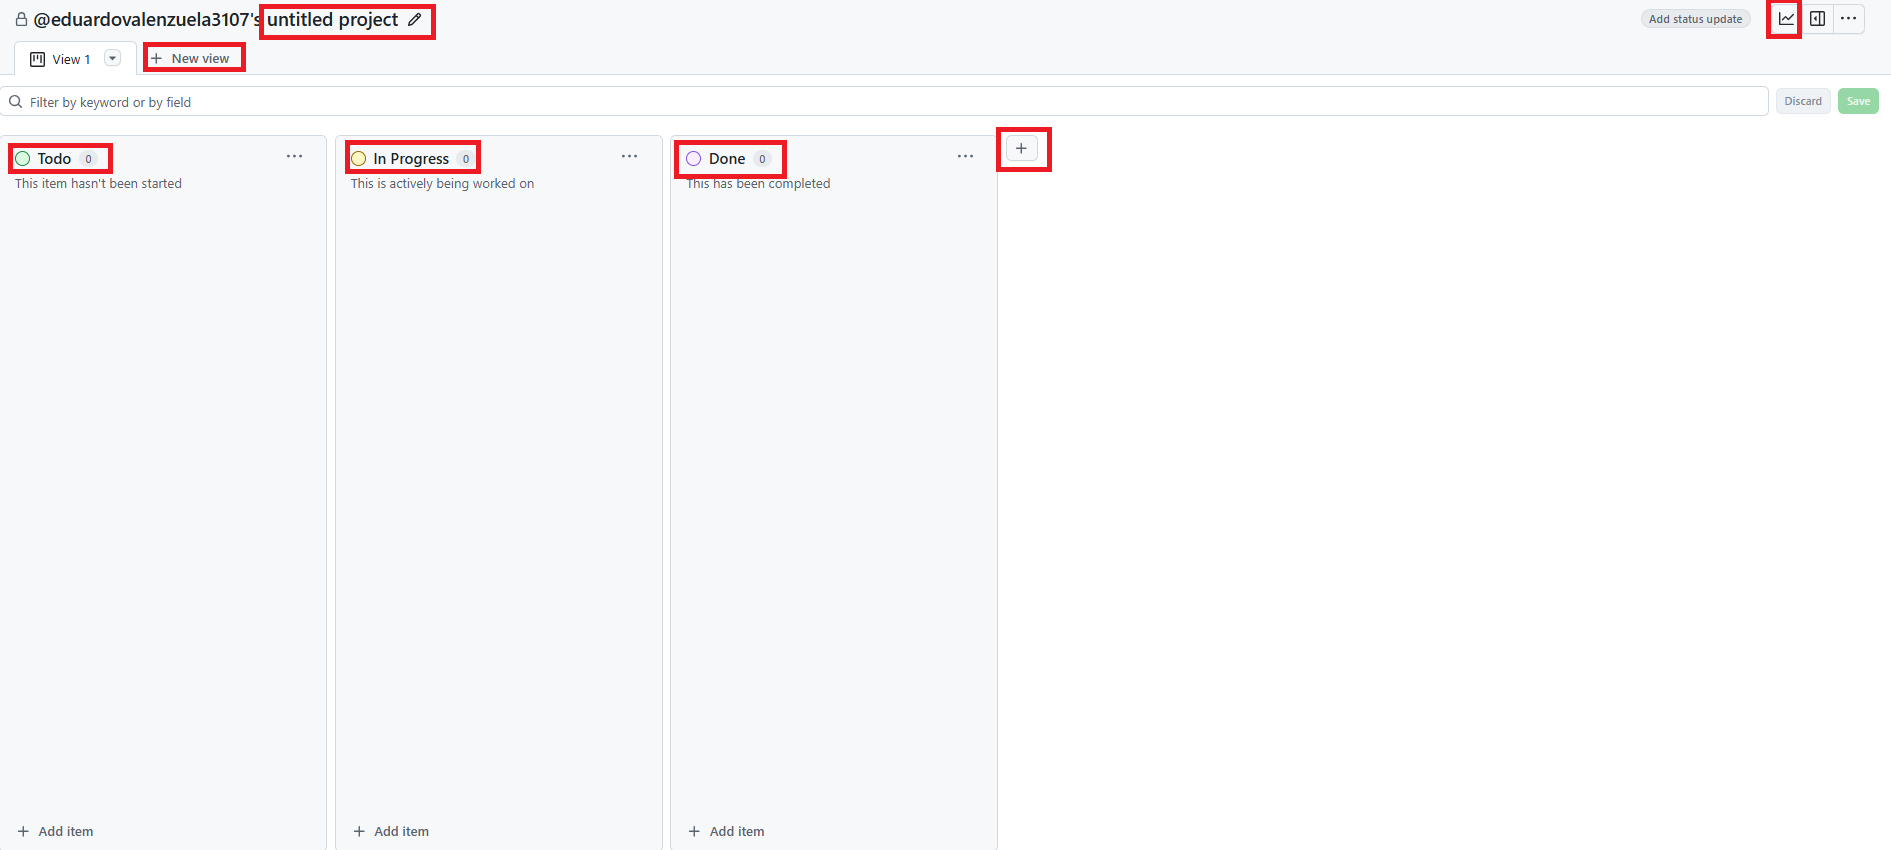 @eduardovalenzuela3107's untitled project
Add status update
View 1
New view
Filter by keyword or by field
Discard
Save
Todo 0
This item hasn't been started
In Progress 0
This is actively being worked on
Done 0
This has been completed
Add item
Add item
Add item